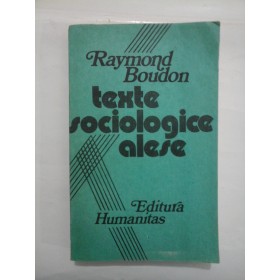 Raymond
Boudon
texte
sociologice
alese
Editura
Humanitas